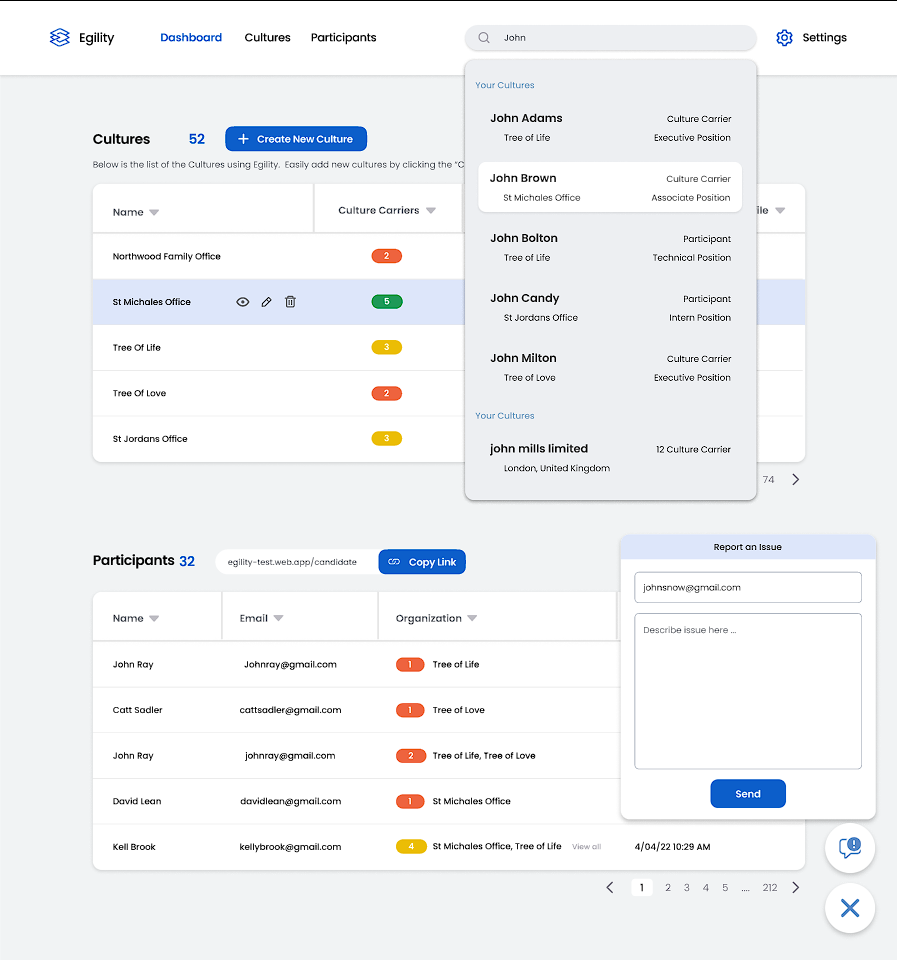 Egility Dashboard Cultures Participants John Settings
Your Cultures
John Adams Culture Carrier
Tree of Life Executive Position
John Brown Culture Carrier
St Michales Office Associate Position
John Bolton Participant
Tree of Life Technical Position
John Candy Participant
St Jordans Office Intern Position
John Milton Culture Carrier
Tree of Love Executive Position
Your Cultures
john mills limited 12 Culture Carrier
London, United Kingdom
Cultures 52 + Create New Culture
Below is the list of the Cultures using Egility. Easily add new cultures by clicking the “C
Name Culture Carriers ile
Northwood Family Office 2
St Michales Office 5
Tree Of Life 3
Tree Of Love 2
St Jordans Office 3
74
Participants 32 egility-test.web.app/candidate Copy Link
Name Email Organization
John Ray Johnray@gmail.com 1 Tree of Life
Catt Sadler cattsadler@gmail.com 1 Tree of Love
John Ray johnray@gmail.com 2 Tree of Life, Tree of Love
David Lean davidlean@gmail.com 1 St Michales Office
Kell Brook kellybrook@gmail.com 4 St Michales Office, Tree of Life View all 4/04/22 10:29 AM
1 2 3 4 5 .... 212
Report an Issue
johnsnow@gmail.com
Describe issue here ...
Send